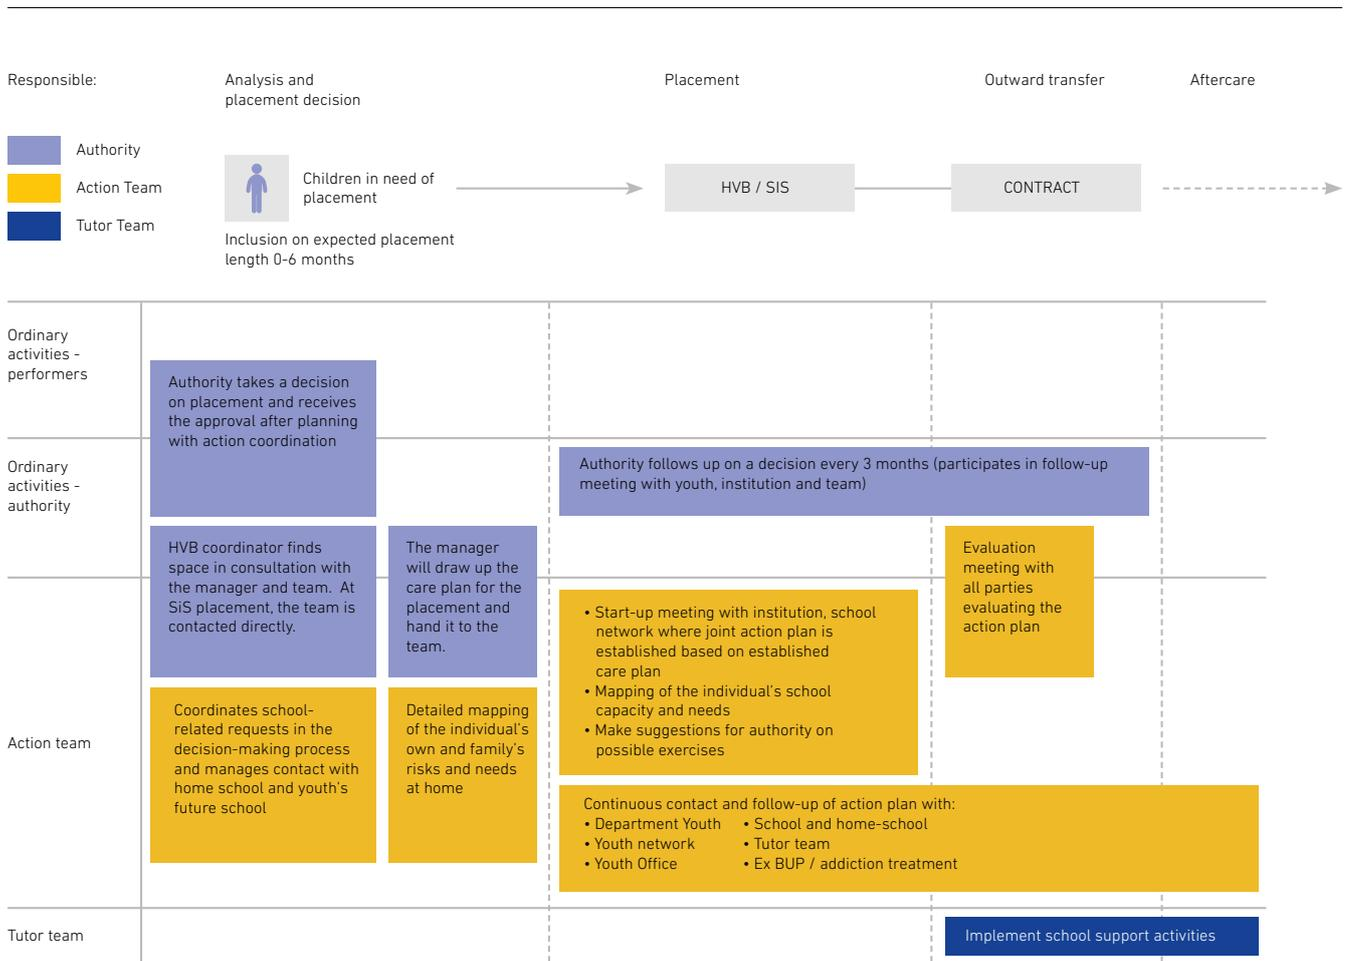 Responsible:
Analysis and
placement decision
Placement
Outward transfer
Aftercare
Authority
Action Team
Tutor Team
Children in need of
placement
HVB / SIS
CONTRACT
Inclusion on expected placement
length 0-6 months
Ordinary
activities -
performers
Authority takes a decision
on placement and receives
the approval after planning
with action coordination
Ordinary
activities -
authority
Authority follows up on a decision every 3 months (participates in follow-up
meeting with youth, institution and team)
HVB coordinator finds
space in consultation with
the manager and team.  At
SiS placement, the team is
contacted directly.
The manager
will draw up the
care plan for the
placement and
hand it to the
team.
Evaluation
meeting with
all parties
evaluating the
action plan
• Start-up meeting with institution, school
network where joint action plan is
established based on established
care plan
• Mapping of the individual's school
capacity and needs
• Make suggestions for authority on
possible exercises
Action team
Coordinates school-
related requests in the
decision-making process
and manages contact with
home school and youth's
future school
Detailed mapping
of the individual's
own and family's
risks and needs
at home
Continuous contact and follow-up of action plan with:
• Department Youth
• School and home-school
• Youth network
• Tutor team
• Youth Office
• Ex BUP / addiction treatment
Tutor team
Implement school support activities